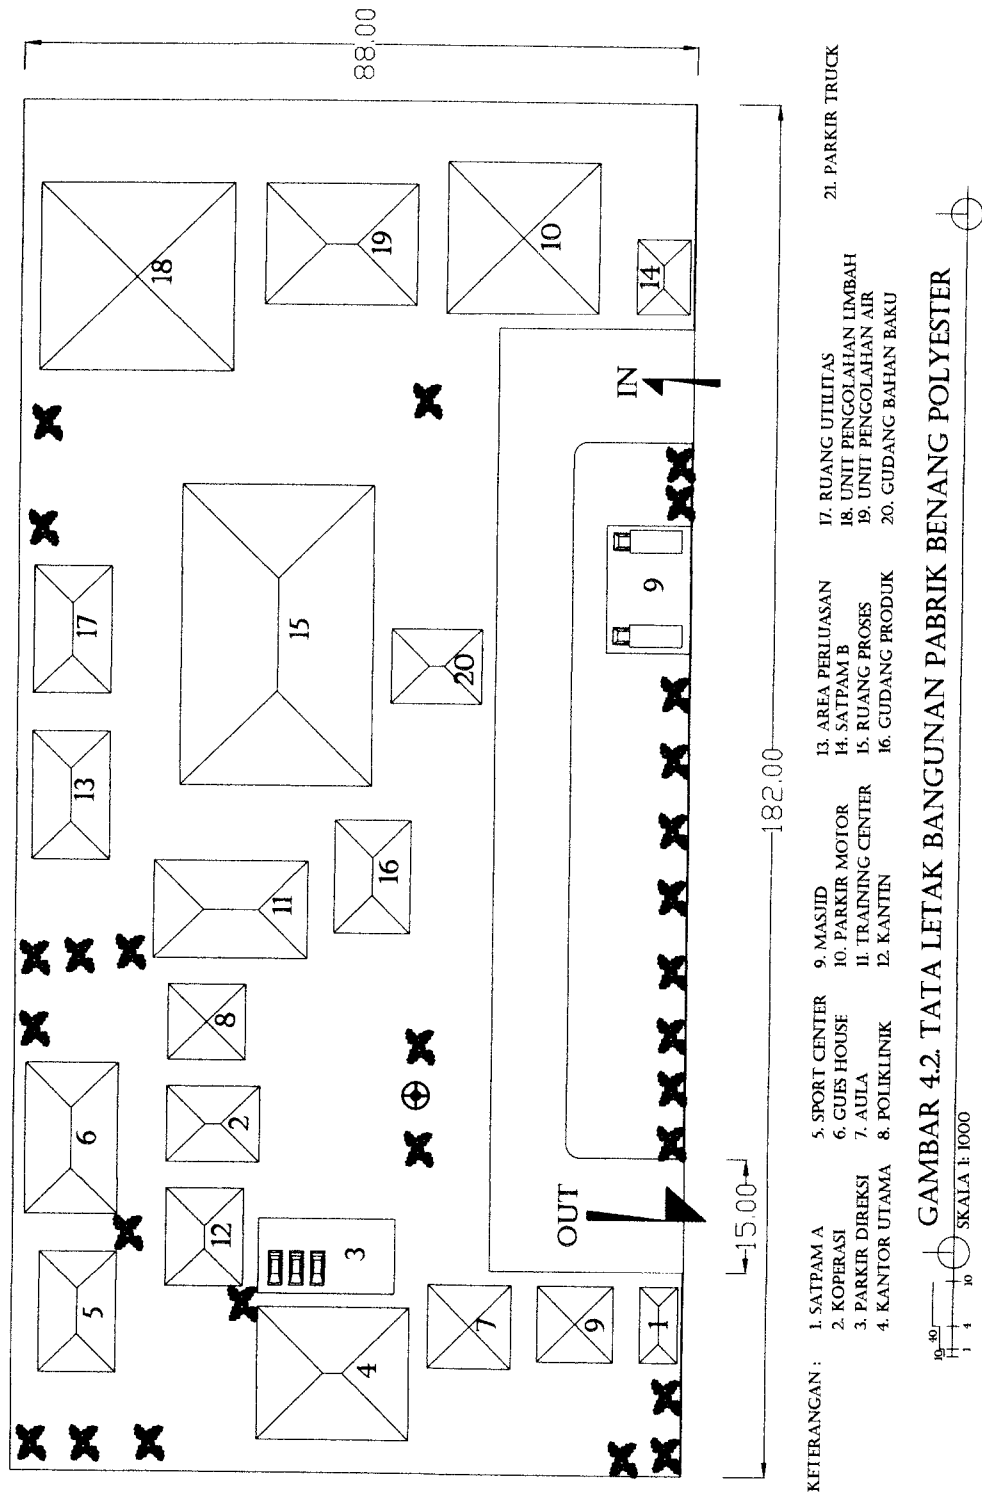 88.00
18
19
10
14
17
13
15
20
16
11
8
2
12
6
5
3
4
7
9
1
9
IN
OUT
15.00
182.00
KETERANGAN :
1. SATPAM A
2. KOPERASI
3. PARKIR DIREKSI
4. KANTOR UTAMA
5. SPORT CENTER
6. GUES HOUSE
7. AULA
8. POLIKLINIK
9. MASJID
10. PARKIR MOTOR
11. TRAINING CENTER
12. KANTIN
13. AREA PERLUASAN
14. SATPAM B
15. RUANG PROSES
16. GUDANG PRODUK
17. RUANG UTILITAS
18. UNIT PENGOLAHAN LIMBAH
19. UNIT PENGOLAHAN AIR
20. GUDANG BAHAN BAKU
21. PARKIR TRUCK
GAMBAR 4.2. TATA LETAK BANGUNAN PABRIK BENANG POLYESTER
SKALA 1: 1000
10 40
1 4 10